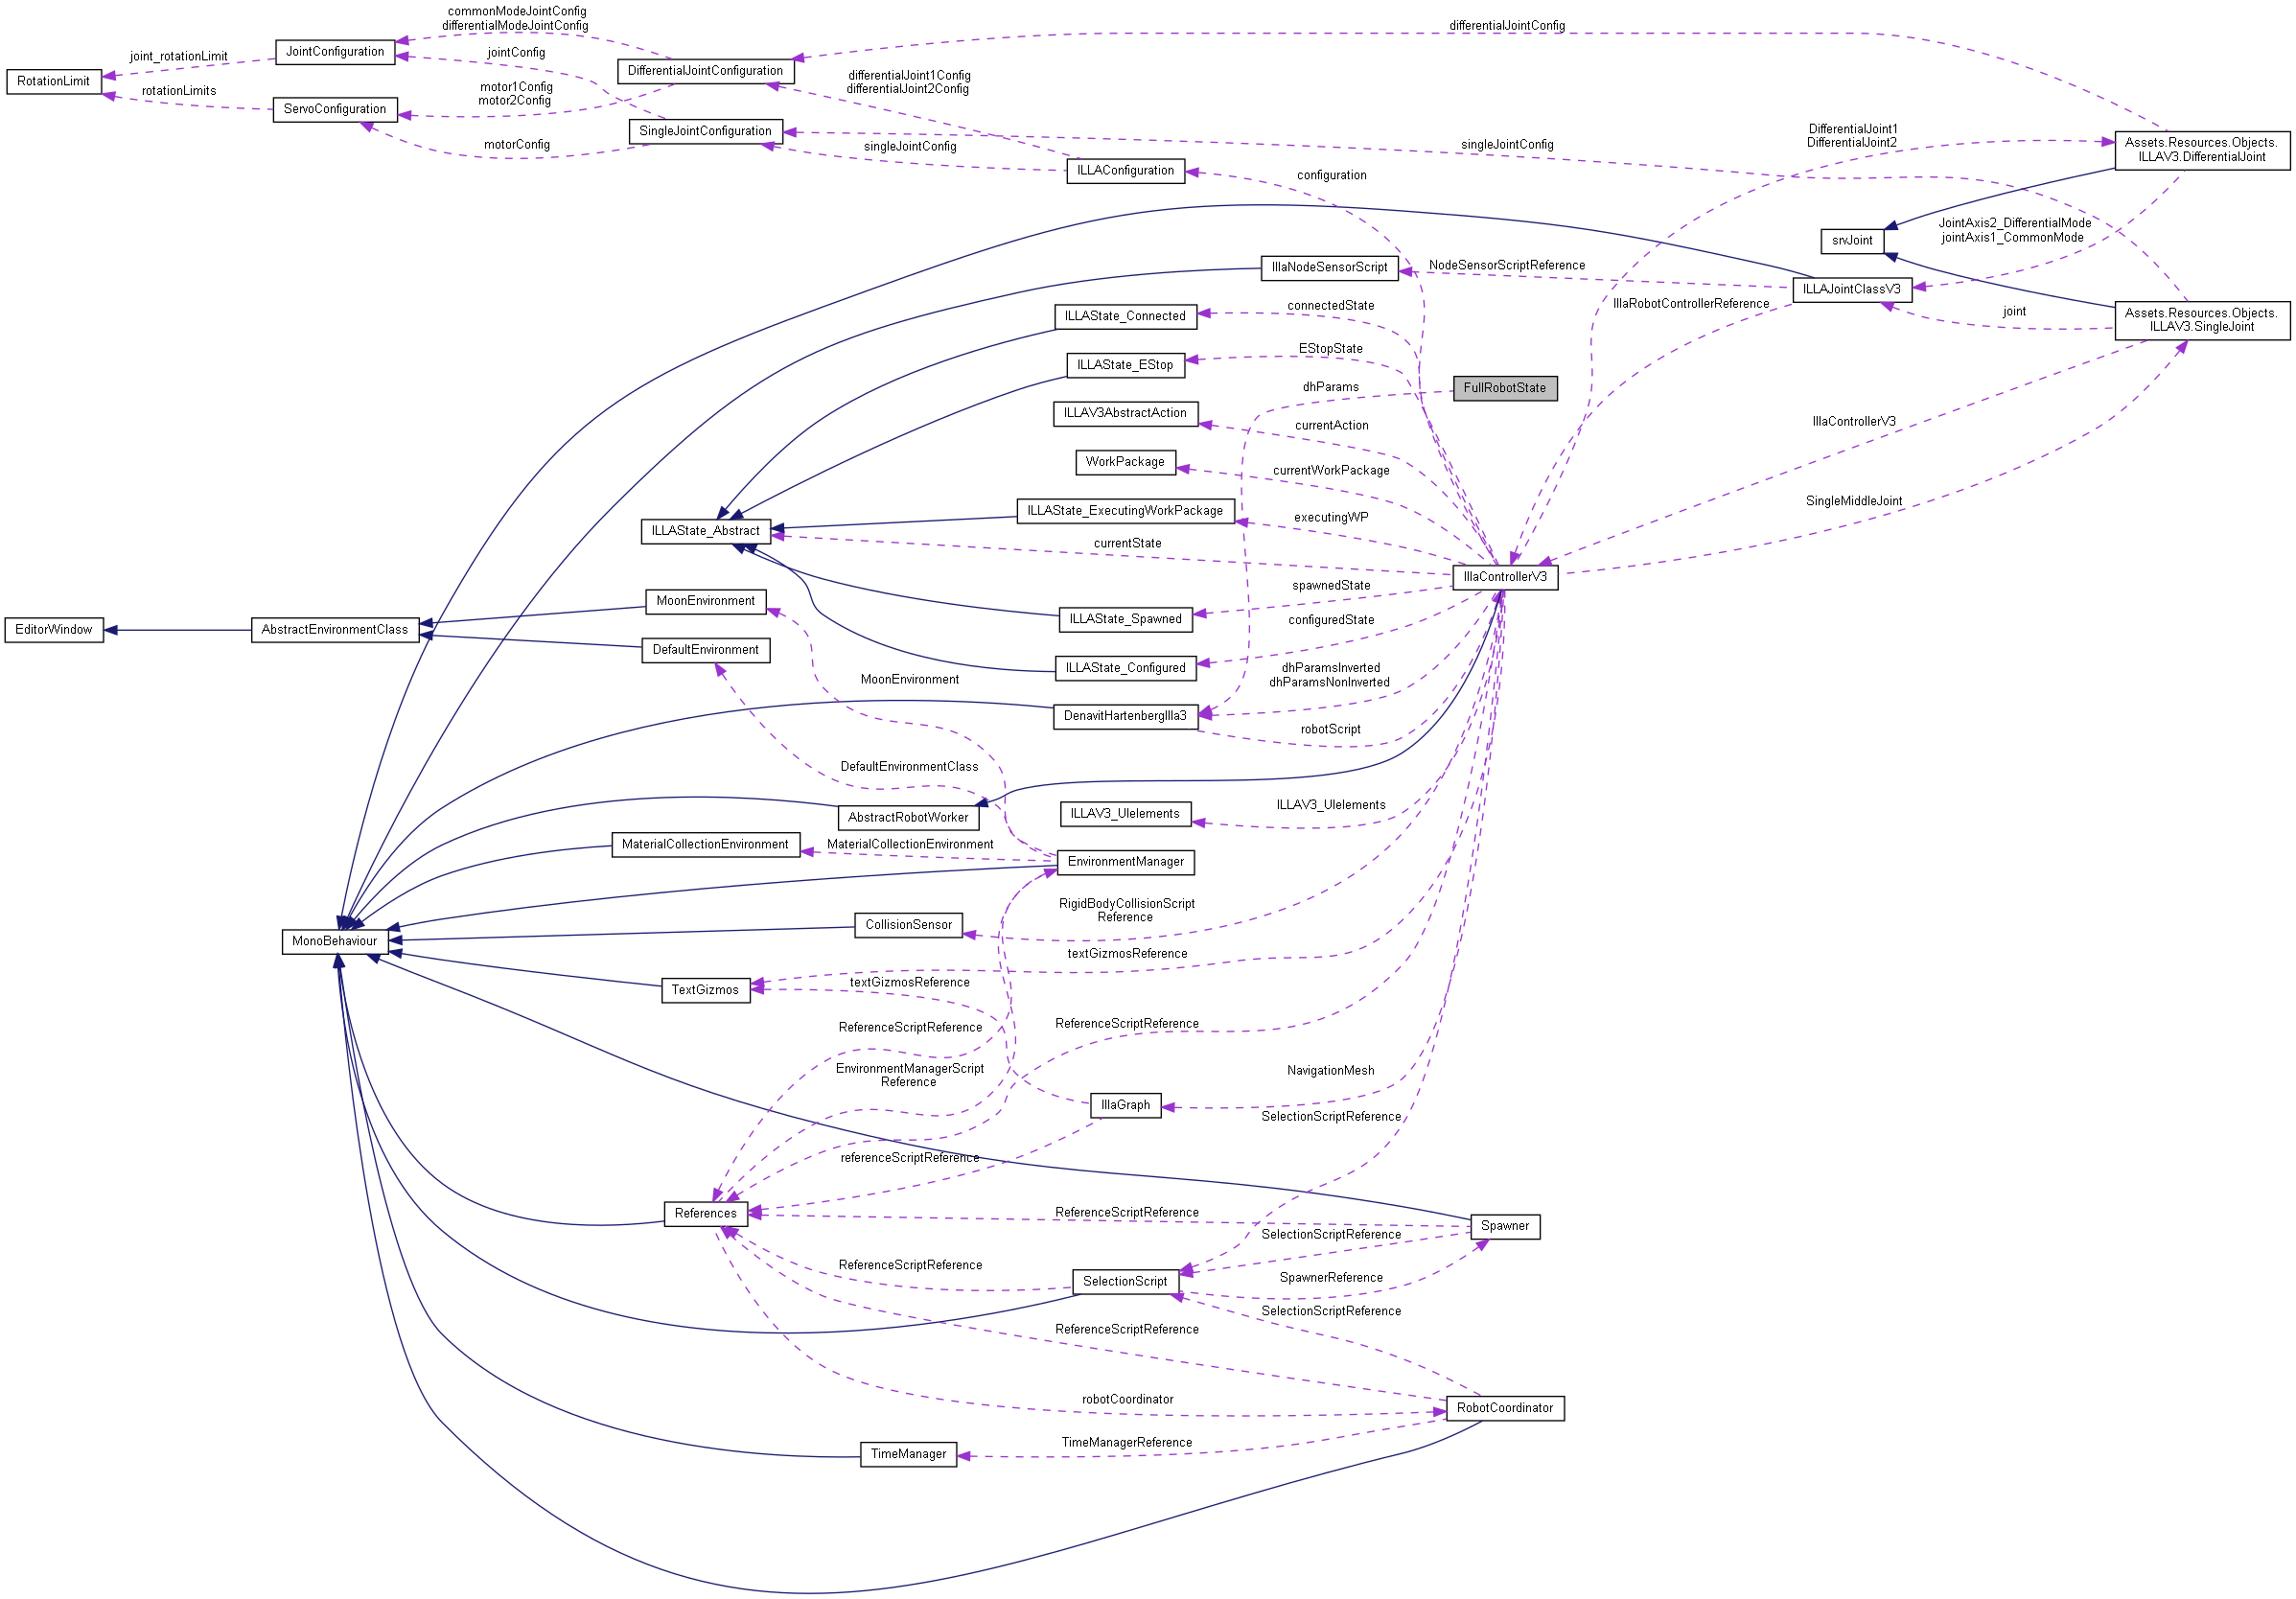 commonModeJointConfig
differentialModeJointConfig
differentialJointConfig
JointConfiguration
jointConfig
joint_rotationLimit
RotationLimit
DifferentialJointConfiguration
differentialJoint1Config
differentialJoint2Config
rotationLimits
motor1Config
motor2Config
ServoConfiguration
SingleJointConfiguration
DifferentialJoint1
DifferentialJoint2
Assets.Resources.Objects.
ILLAV3.DifferentialJoint
motorConfig
singleJointConfig
singleJointConfig
ILLAConfiguration
configuration
srvJoint
JointAxis2_DifferentialMode
jointAxis1_CommonMode
IllaNodeSensorScript
NodeSensorScriptReference
ILLAJointClassV3
ILLAState_Connected
connectedState
IllaRobotControllerReference
joint
Assets.Resources.Objects.
ILLAV3.SingleJoint
EStopState
ILLAState_EStop
dhParams
FullRobotState
ILLAV3AbstractAction
currentAction
IllaControllerV3
WorkPackage
currentWorkPackage
SingleMiddleJoint
ILLAState_ExecutingWorkPackage
executingWP
ILLAState_Abstract
currentState
IllaControllerV3
spawnedState
MoonEnvironment
ILLAState_Spawned
configuredState
EditorWindow
AbstractEnvironmentClass
DefaultEnvironment
ILLAState_Configured
dhParamsInverted
dhParamsNonInverted
MoonEnvironment
DenavitHartenbergIlla3
robotScript
DefaultEnvironmentClass
AbstractRobotWorker
ILLAV3_UIelements
ILLAV3_UIelements
MaterialCollectionEnvironment
MaterialCollectionEnvironment
EnvironmentManager
RigidBodyCollisionScript
Reference
CollisionSensor
MonoBehaviour
textGizmosReference
TextGizmos
textGizmosReference
ReferenceScriptReference
ReferenceScriptReference
EnvironmentManagerScript
Reference
NavigationMesh
IllaGraph
SelectionScriptReference
referenceScriptReference
References
ReferenceScriptReference
Spawner
SelectionScriptReference
ReferenceScriptReference
SelectionScript
SpawnerReference
SelectionScriptReference
ReferenceScriptReference
robotCoordinator
RobotCoordinator
TimeManager
TimeManagerReference